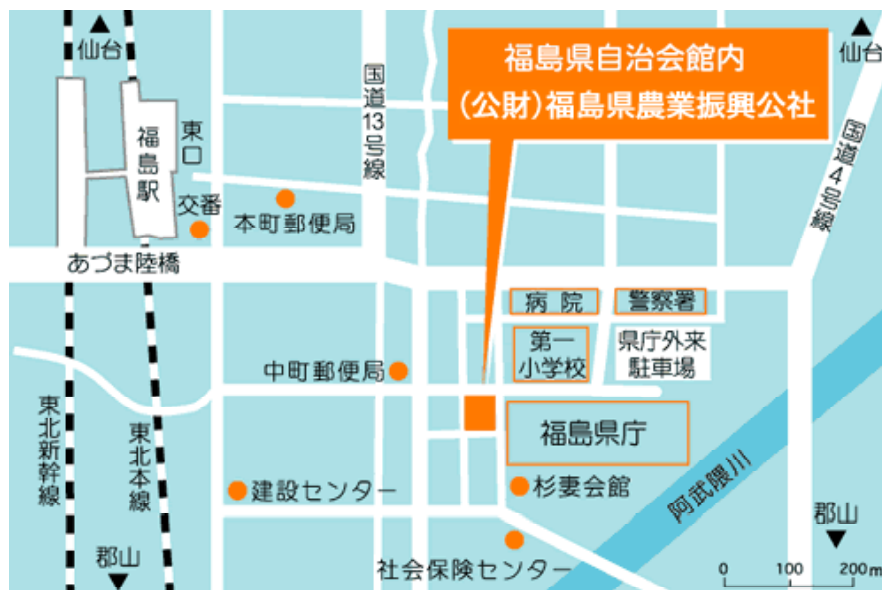 仙台
仙台
福島県自治会館内
(公財)福島県農業振興公社
国道13号線
国道4号線
福島駅
東口
交番
本町郵便局
あづま陸橋
病院
警察署
第一
小学校
県庁外来
駐車場
中町郵便局
福島県庁
東北新幹線
東北本線
建設センター
杉妻会館
阿武隈川
社会保険センター
郡山
郡山
0 100 200m